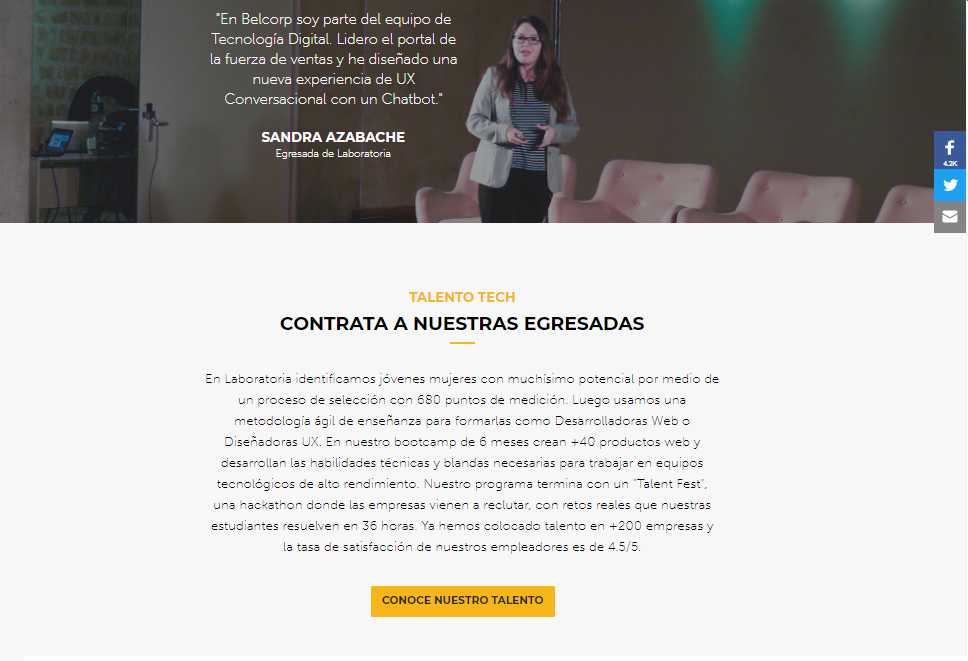 "En Belcorp soy parte del equipo de
Tecnología Digital. Lidero el portal de
la fuerza de ventas y he diseñado una
nueva experiencia de UX
Conversacional con un Chatbot."
SANDRA AZABACHE
Egresada de Laboratoria
4.2K
TALENTO TECH
CONTRATA A NUESTRAS EGRESADAS
En Laboratoria identificamos jóvenes mujeres con muchísimo potencial por medio de
un proceso de selección con 680 puntos de medición. Luego usamos una
metodología ágil de enseñanza para formarlas como Desarrolladoras Web o
Diseñadoras UX. En nuestro bootcamp de 6 meses crean +40 productos web y
desarrollan las habilidades técnicas y blandas necesarias para trabajar en equipos
tecnológicos de alto rendimiento. Nuestro programa termina con un "Talent Fest",
una hackathon donde las empresas vienen a reclutar, con retos reales que nuestras
estudiantes resuelven en 36 horas. Ya hemos colocado talento en +200 empresas y
la tasa de satisfacción de nuestros empleadores es de 4.5/5.
CONOCE NUESTRO TALENTO